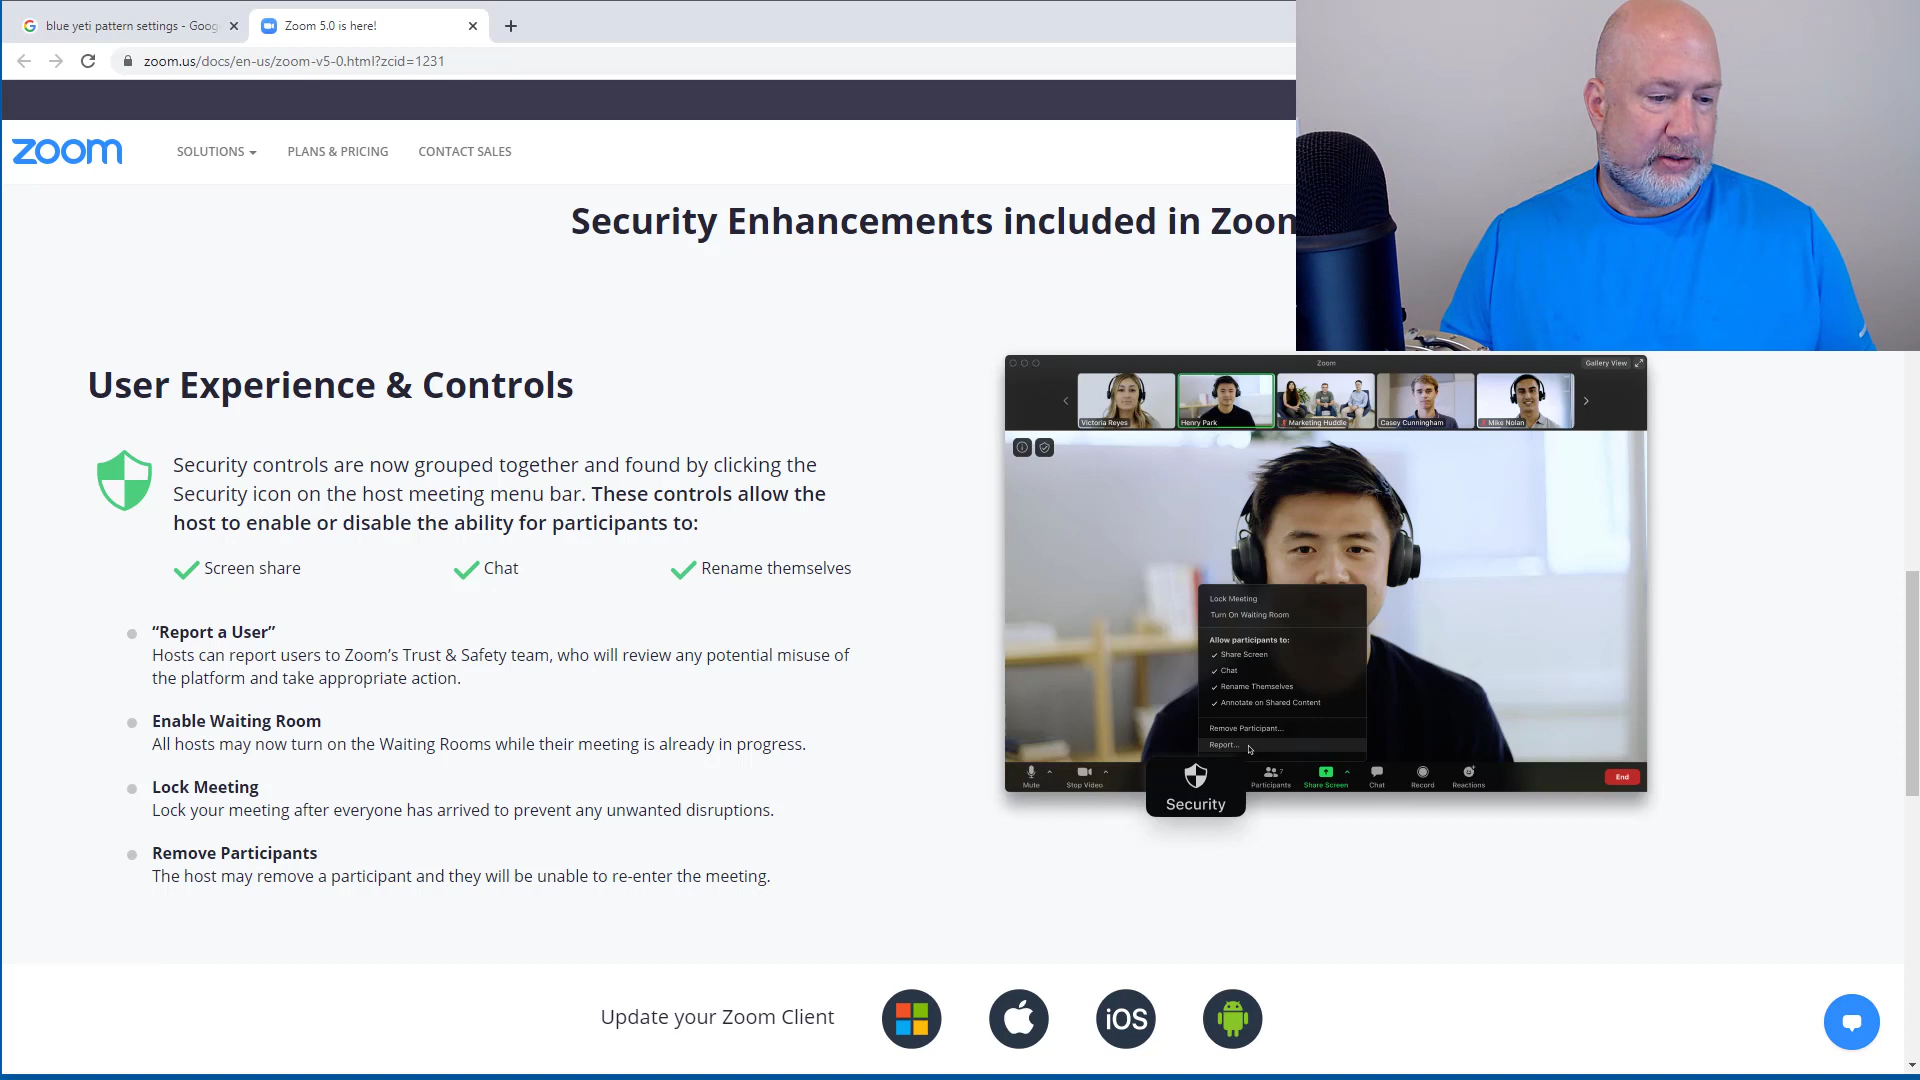 blue yeti pattern settings - Goog
Zoom 5.0 is here!
zoom.us/docs/en-us/zoom-v5-0.html?zcid=1231
zoom
SOLUTIONS
PLANS & PRICING
CONTACT SALES
Security Enhancements included in Zoom
User Experience & Controls
Security controls are now grouped together and found by clicking the
Security icon on the host meeting menu bar. These controls allow the
host to enable or disable the ability for participants to:
Screen share
Chat
Rename themselves
“Report a User”
Hosts can report users to Zoom’s Trust & Safety team, who will review any potential misuse of
the platform and take appropriate action.
Enable Waiting Room
All hosts may now turn on the Waiting Rooms while their meeting is already in progress.
Lock Meeting
Lock your meeting after everyone has arrived to prevent any unwanted disruptions.
Remove Participants
The host may remove a participant and they will be unable to re-enter the meeting.
Zoom
Gallery View
Victoria Reyes
Henry Park
Marketing Huddle
Casey Cunningham
Mike Nolan
Lock Meeting
Turn On Waiting Room
Allow participants to:
Share Screen
Chat
Rename Themselves
Annotate on Shared Content
Remove Participant...
Report...
Mute
Stop Video
Security
7
Participants
Share Screen
Chat
Record
Reactions
End
Update your Zoom Client
iOS